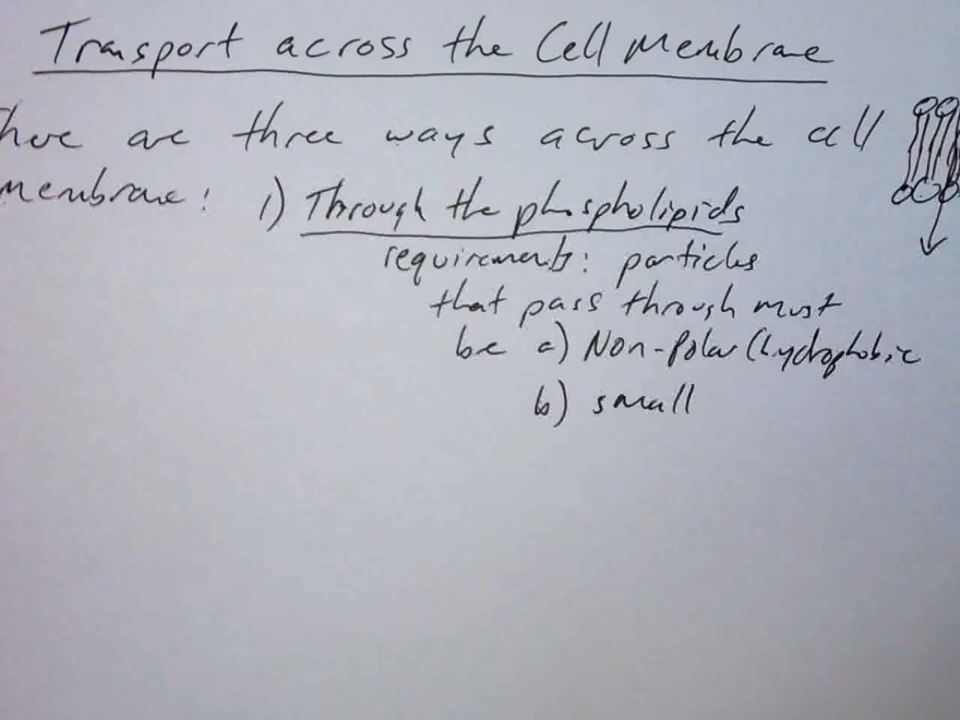 Transport across the Cell Membrane
There are three ways across the cell
membrane: 1) Through the phospholipids
requirements: particles
that pass through must
be a) Non-Polar (hydrophobic
b) small